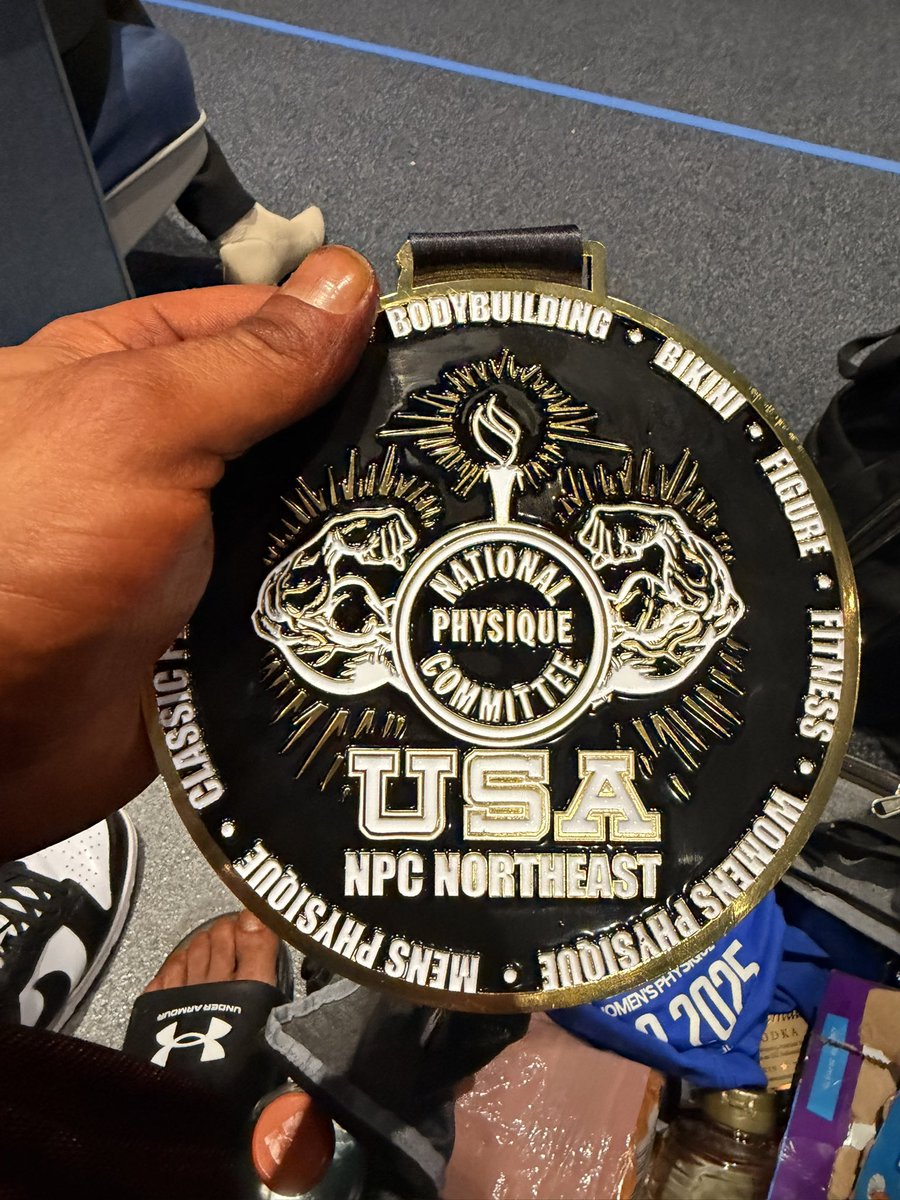 BODYBUILDING
BIKINI
FIGURE
FITNESS
WOMENS PHYSIQUE
MENS PHYSIQUE
CLASSIC
NATIONAL
PHYSIQUE
COMMITTEE
USA
NPC NORTHEAST
UNDER ARMOUR
WOMEN'S PHYSIQUE
2025